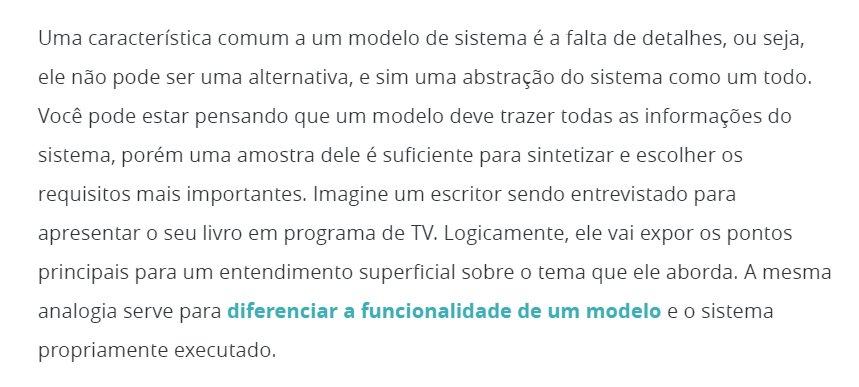 Uma característica comum a um modelo de sistema é a falta de detalhes, ou seja,
ele não pode ser uma alternativa, e sim uma abstração do sistema como um todo.
Você pode estar pensando que um modelo deve trazer todas as informações do
sistema, porém uma amostra dele é suficiente para sintetizar e escolher os
requisitos mais importantes. Imagine um escritor sendo entrevistado para
apresentar o seu livro em programa de TV. Logicamente, ele vai expor os pontos
principais para um entendimento superficial sobre o tema que ele aborda. A mesma
analogia serve para diferenciar a funcionalidade de um modelo e o sistema
propriamente executado.